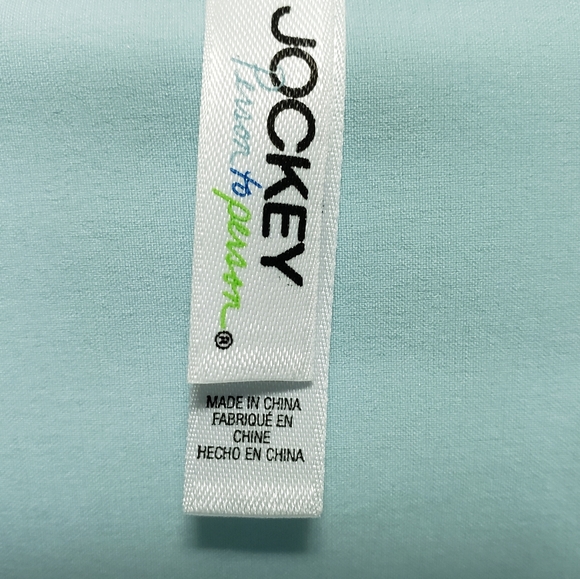 JOCKEY
Person to person®
MADE IN CHINA
FABRIQUÉ EN
CHINE
HECHO EN CHINA